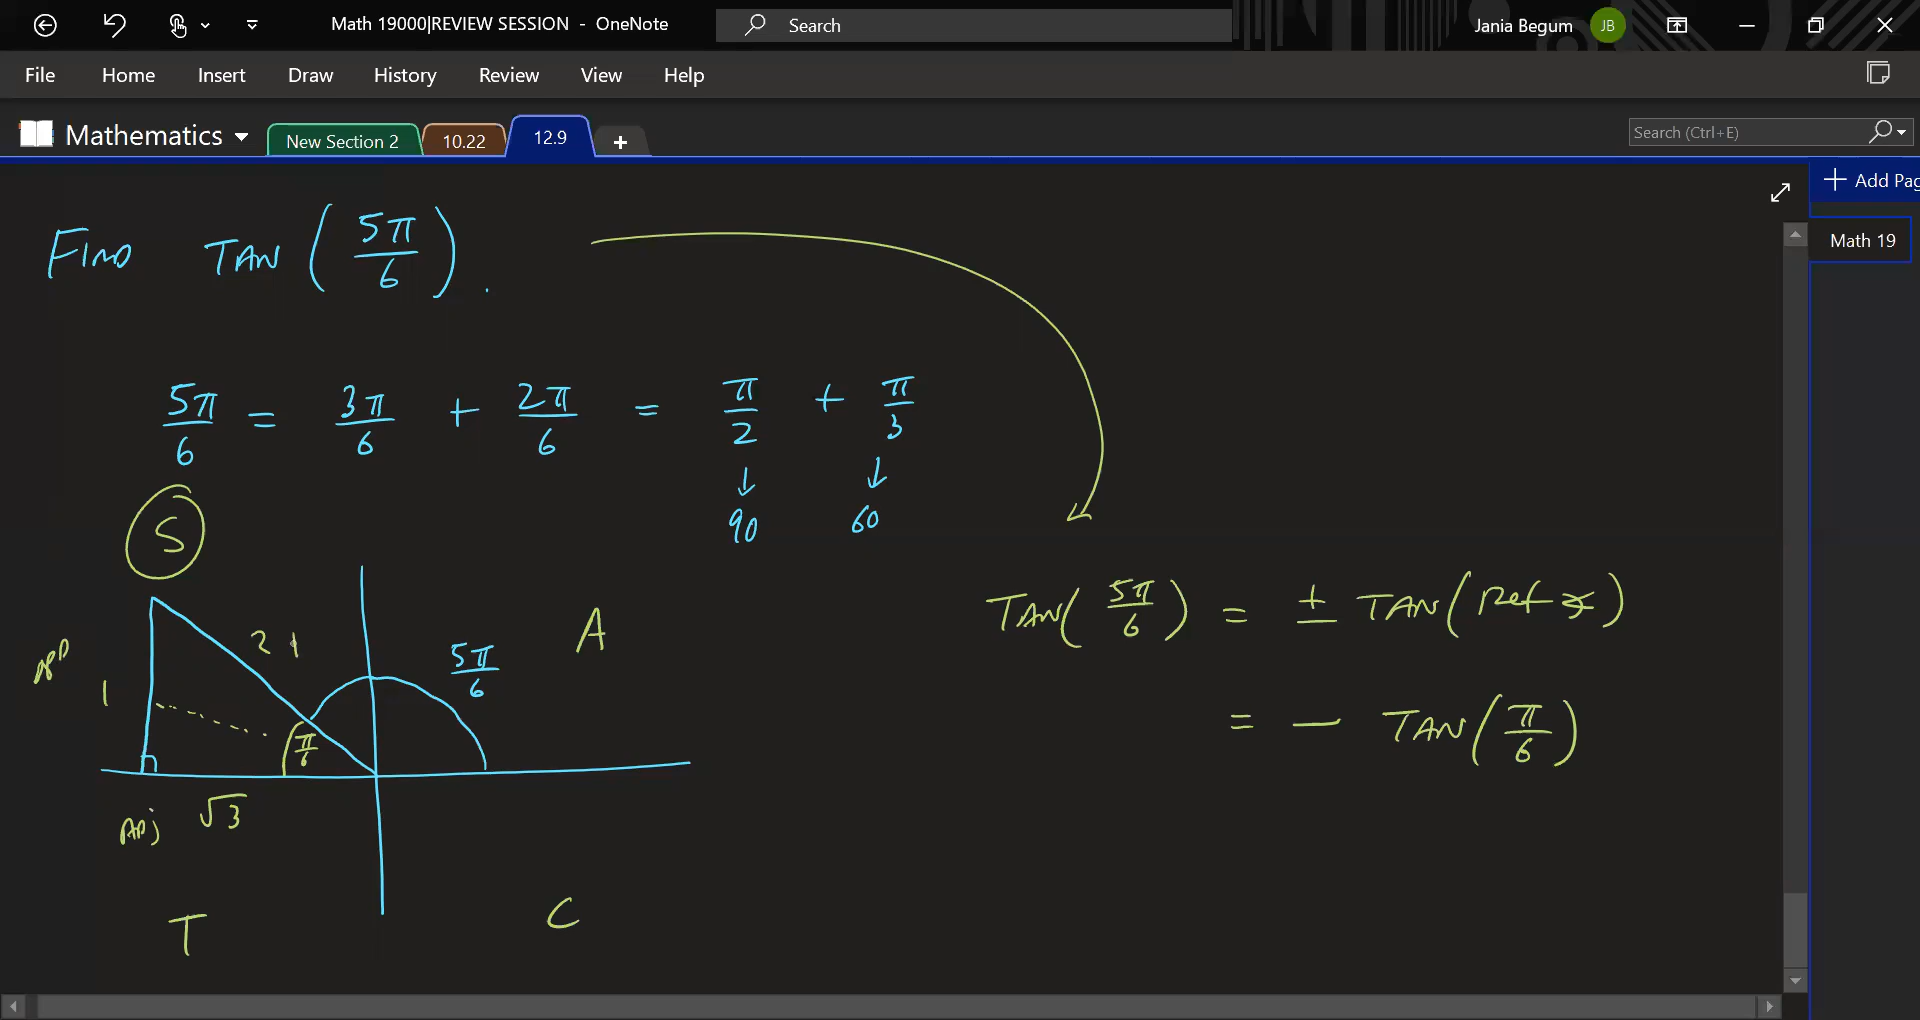 Math 19000|REVIEW SESSION - OneNote
Search
Jania Begum JB
File Home Insert Draw History Review View Help
Mathematics New Section 2 10.22 12.9 +
Search (Ctrl+E)
+ Add Pag
Math 19
FIND TAN ( 5π/6 ).
5π/6 = 3π/6 + 2π/6 = π/2 + π/3
↓ ↓
90 60
S
A
TAN( 5π/6 ) = ± TAN( Ref ∡ )
5π/6
2
1
π/6
= — TAN( π/6 )
ADJ √3
T
C